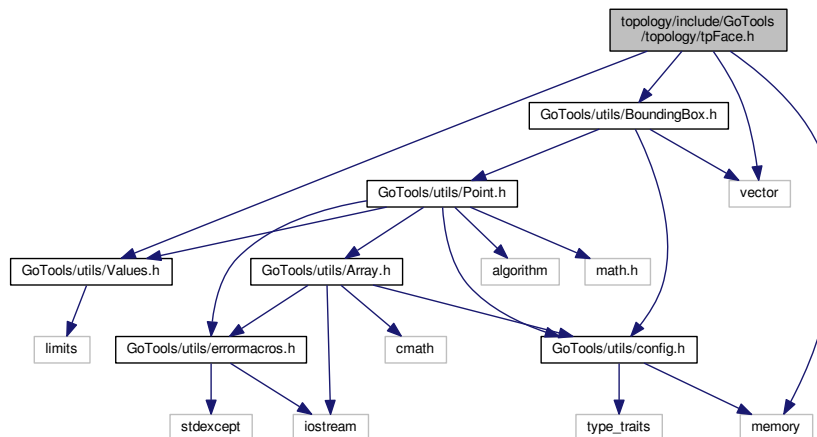 topology/include/GoTools
/topology/tpFace.h
GoTools/utils/BoundingBox.h
GoTools/utils/Point.h
vector
GoTools/utils/Values.h
GoTools/utils/Array.h
algorithm
math.h
limits
GoTools/utils/errormacros.h
cmath
GoTools/utils/config.h
stdexcept
iostream
type_traits
memory